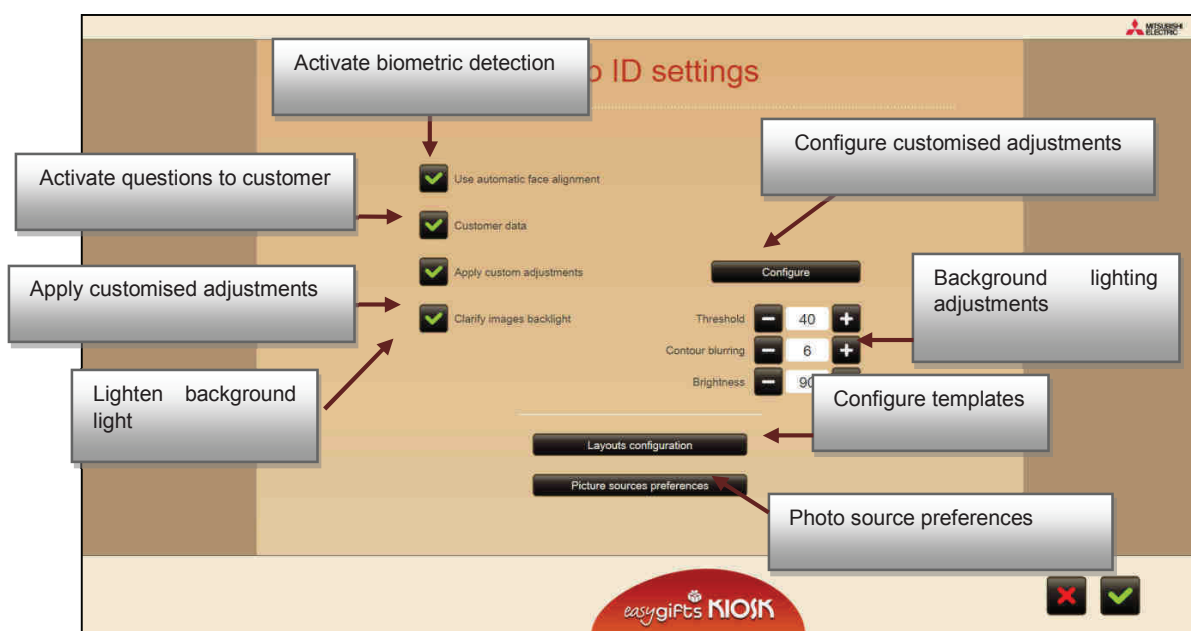 MITSUBISHI
ELECTRIC
Activate biometric detection
ID settings
Configure customised adjustments
Activate questions to customer
Use automatic face alignment
Customer data
Apply customised adjustments
Apply custom adjustments
Configure
Background lighting
adjustments
Clarify images backlight
Threshold 40
Contour blurring 6
Brightness 90
Lighten background
light
Configure templates
Layouts configuration
Picture sources preferences
Photo source preferences
easygifts KIOSK